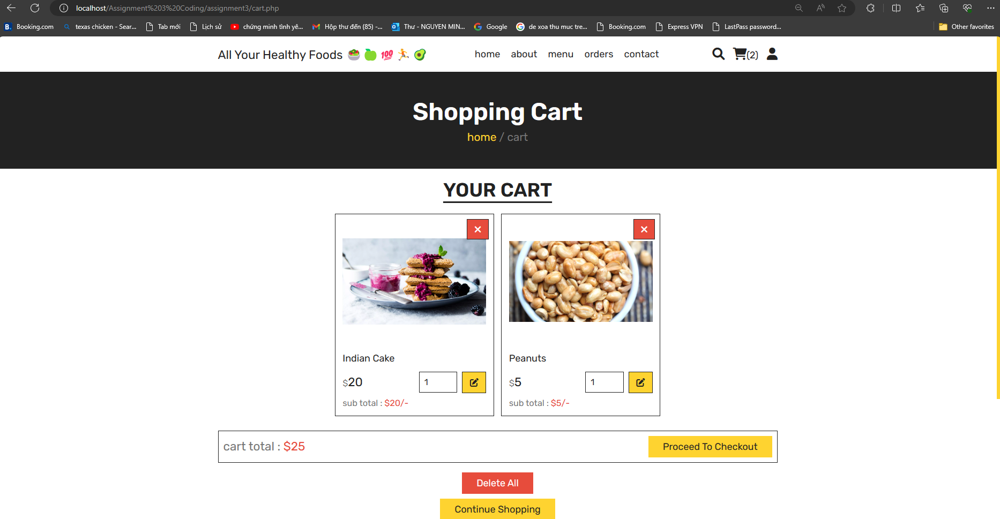 localhost/Assignment%203%20Coding/assignment3/cart.php
Booking.com texas chicken - Sear... Tab mới Lịch sử chứng minh tình yê... Hộp thư đến (85) -... Thư - NGUYEN MIN... Google de xoa thu muc tre... Booking.com Express VPN LastPass password... Other favorites
All Your Healthy Foods 🥗 🍏 💯 🏃 🥑 home about menu orders contact (2)
Shopping Cart
home / cart
YOUR CART
Indian Cake
$20 1
sub total : $20/-
Peanuts
$5 1
sub total : $5/-
cart total : $25 Proceed To Checkout
Delete All
Continue Shopping